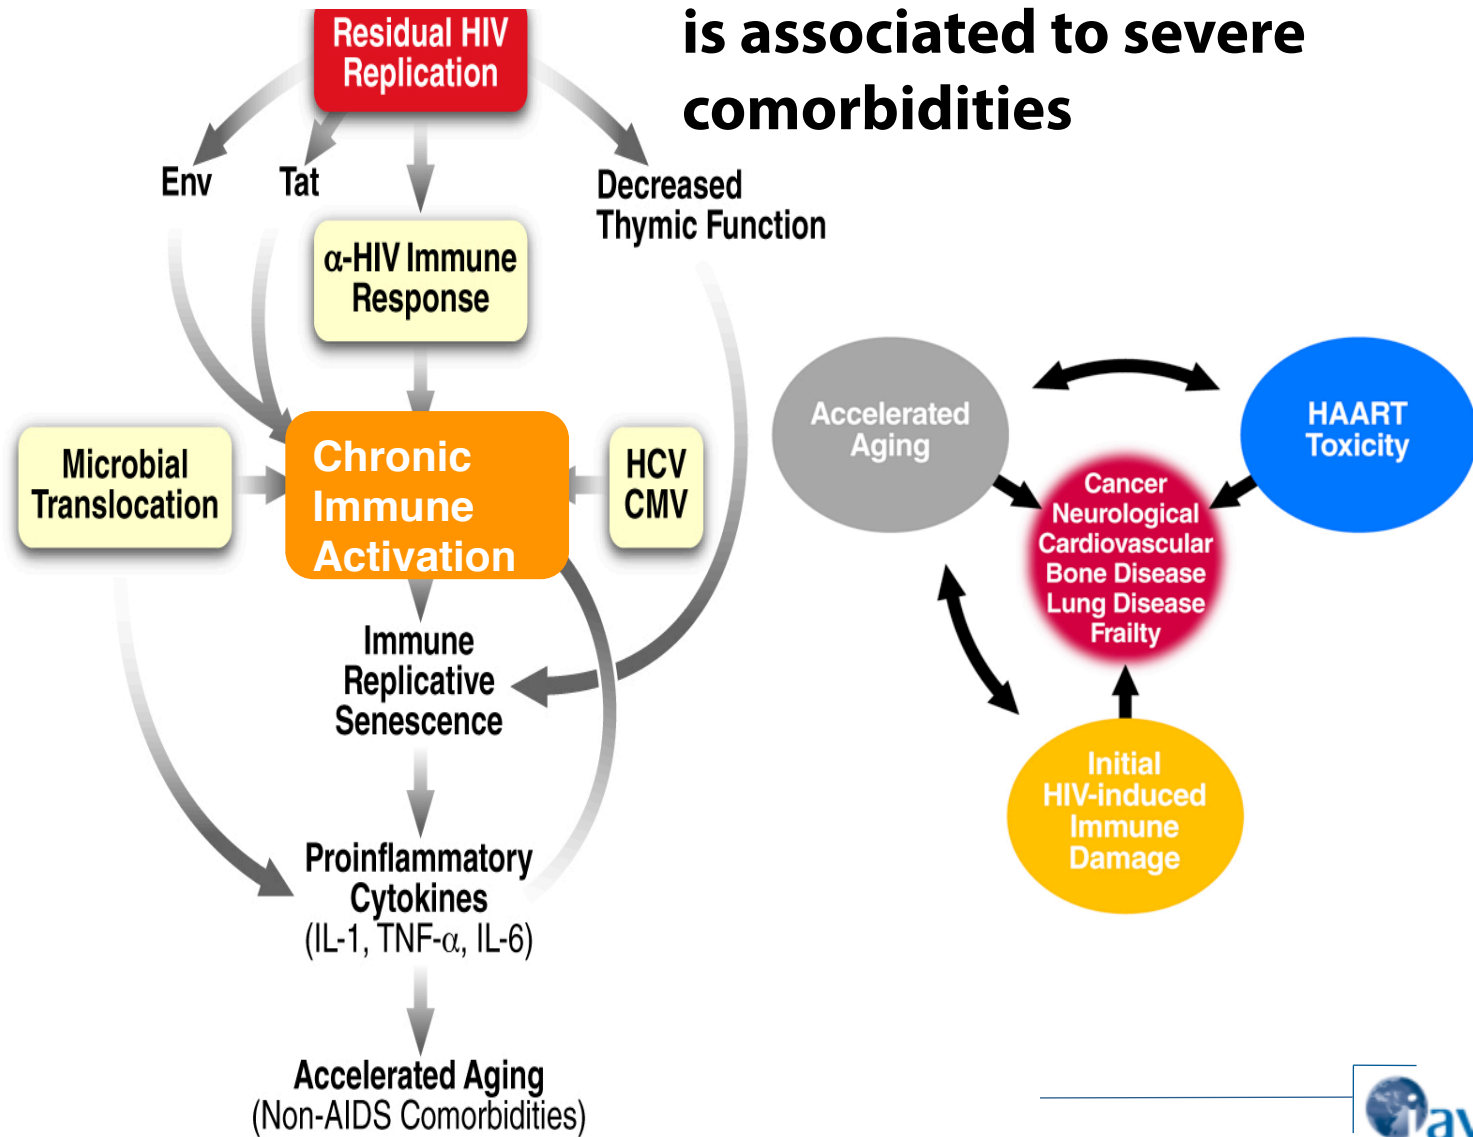 is associated to severe
comorbidities
Residual HIV
Replication
Env
Tat
Decreased
Thymic Function
α-HIV Immune
Response
Microbial
Translocation
Chronic
Immune
Activation
HCV
CMV
Immune
Replicative
Senescence
Proinflammatory
Cytokines
(IL-1, TNF-α, IL-6)
Accelerated Aging
(Non-AIDS Comorbidities)
Accelerated
Aging
HAART
Toxicity
Cancer
Neurological
Cardiovascular
Bone Disease
Lung Disease
Frailty
Initial
HIV-induced
Immune
Damage